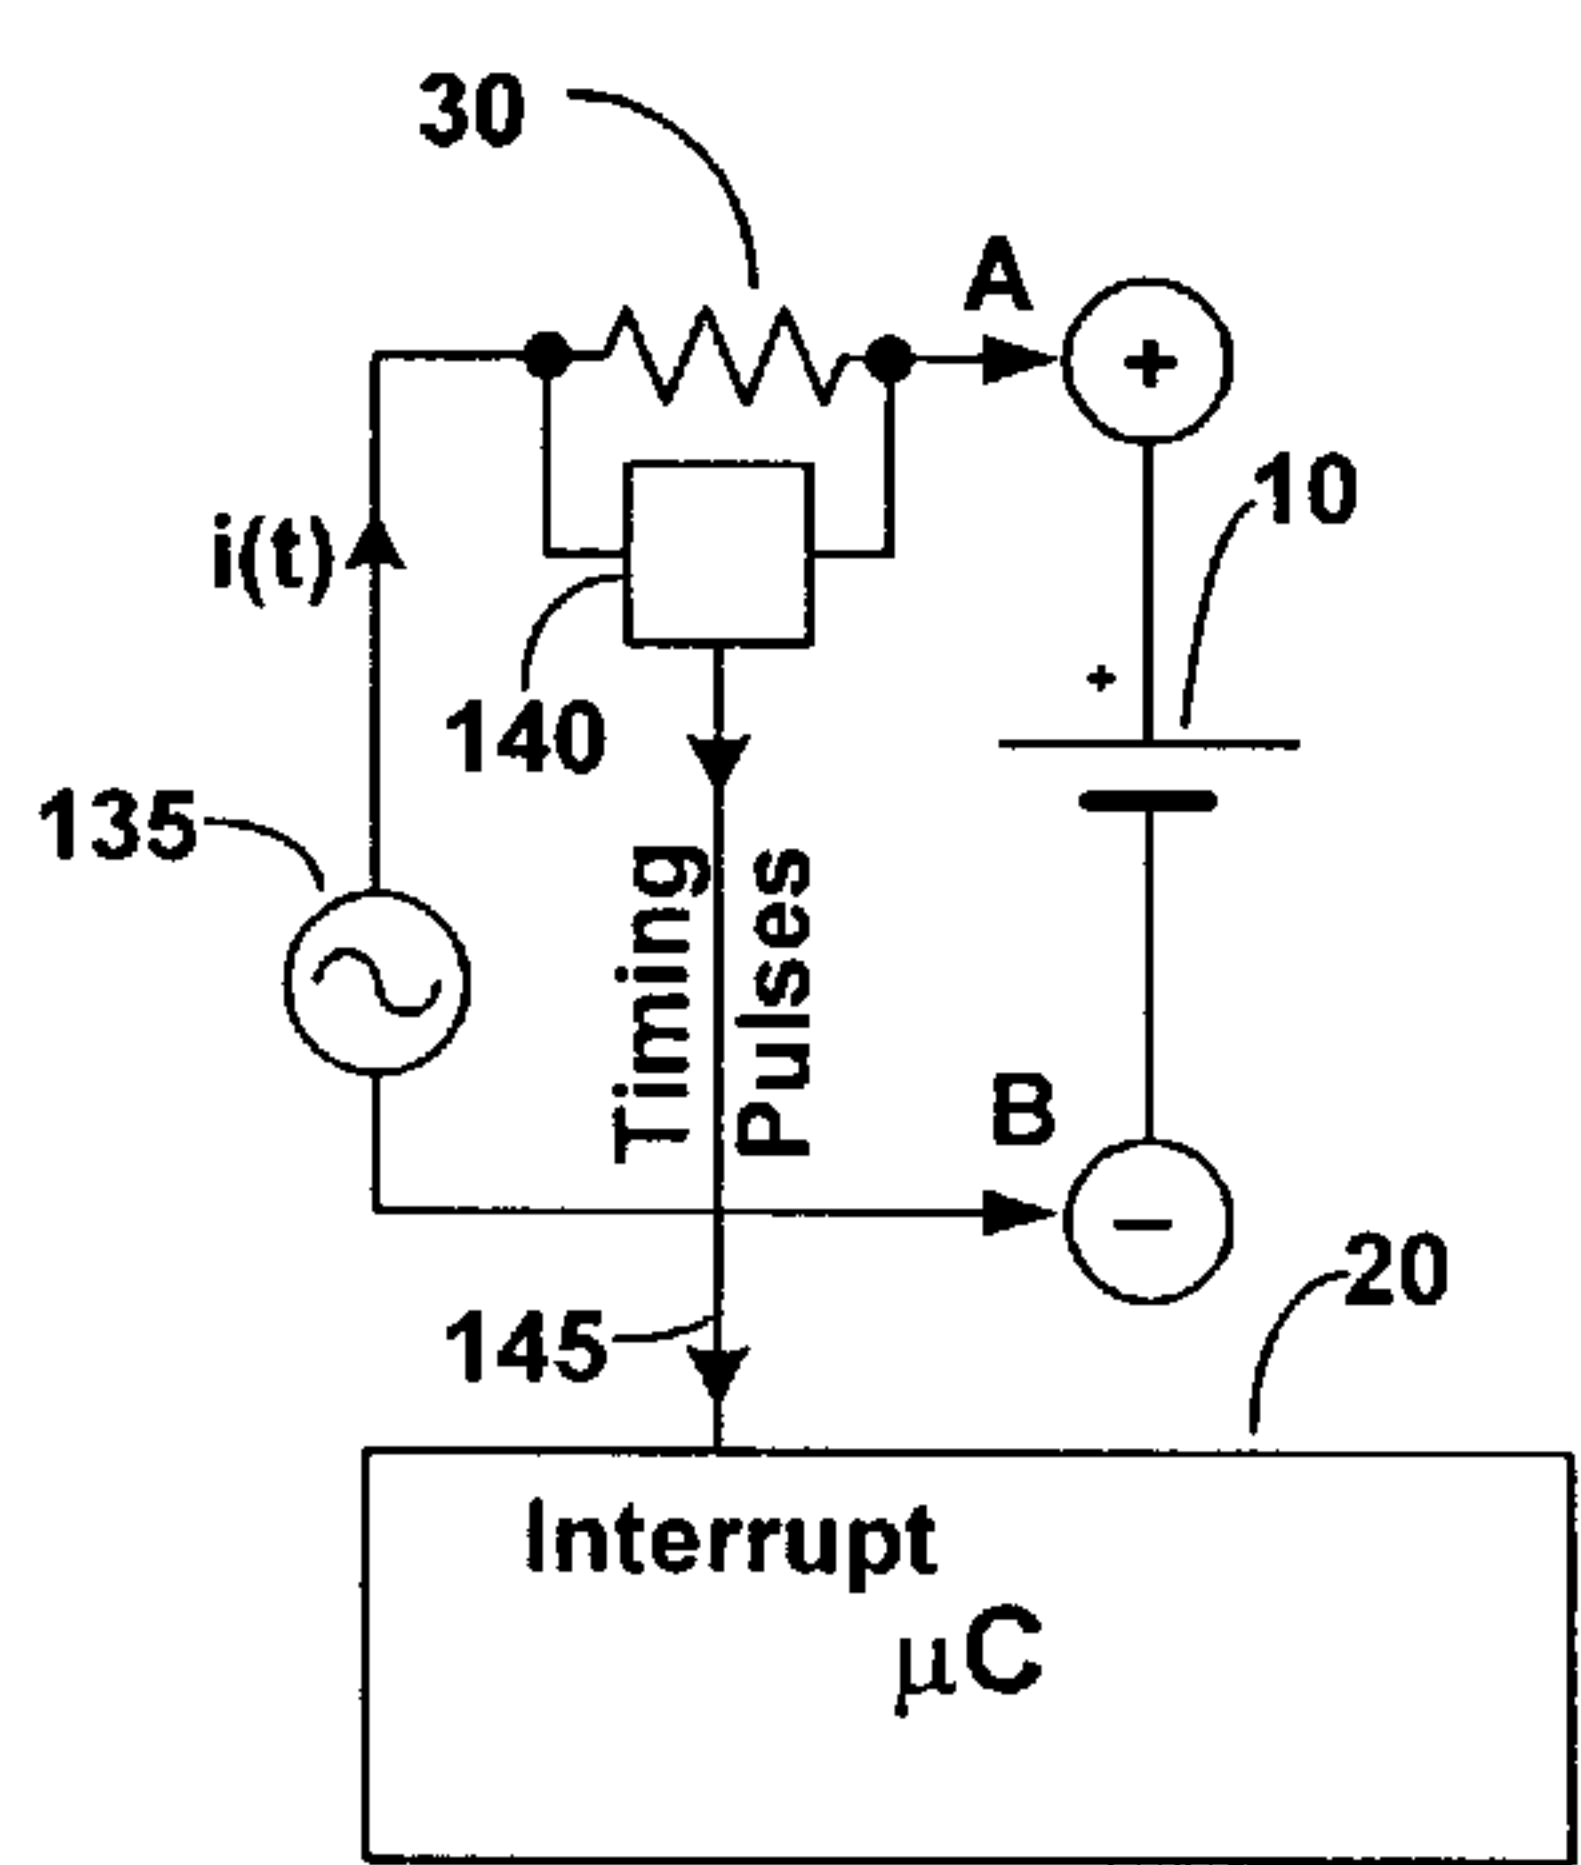 30
A
+
10
i(t)
+
140
135
Timing
Pulses
B
−
20
145
Interrupt
µC